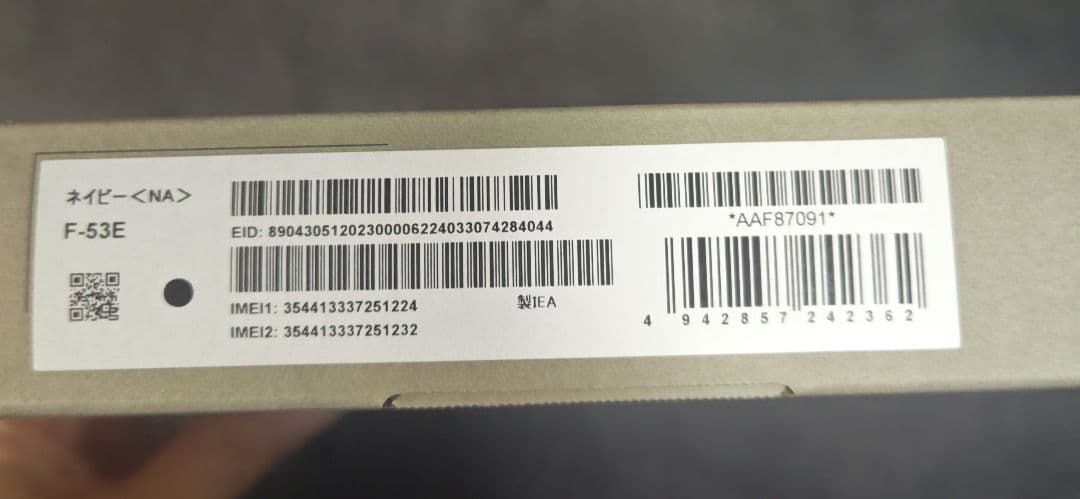 ネイビー<NA>
F-53E
EID: 89043051202300006224033074284044
IMEI1: 354413337251224
製IEA
IMEI2: 354413337251232
*AAF87091*
4 942857 242362